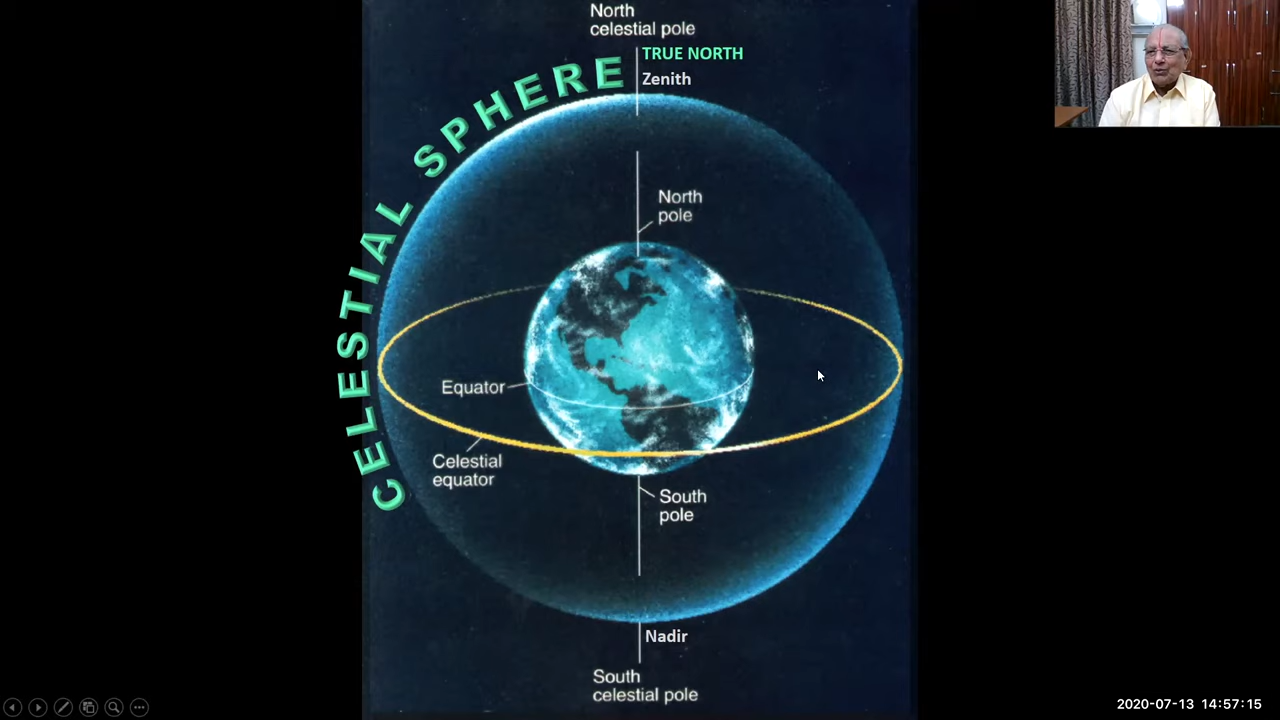 North
celestial pole
TRUE NORTH
Zenith
CELESTIAL SPHERE
North
pole
Equator
Celestial
equator
South
pole
Nadir
South
celestial pole
2020-07-13 14:57:15